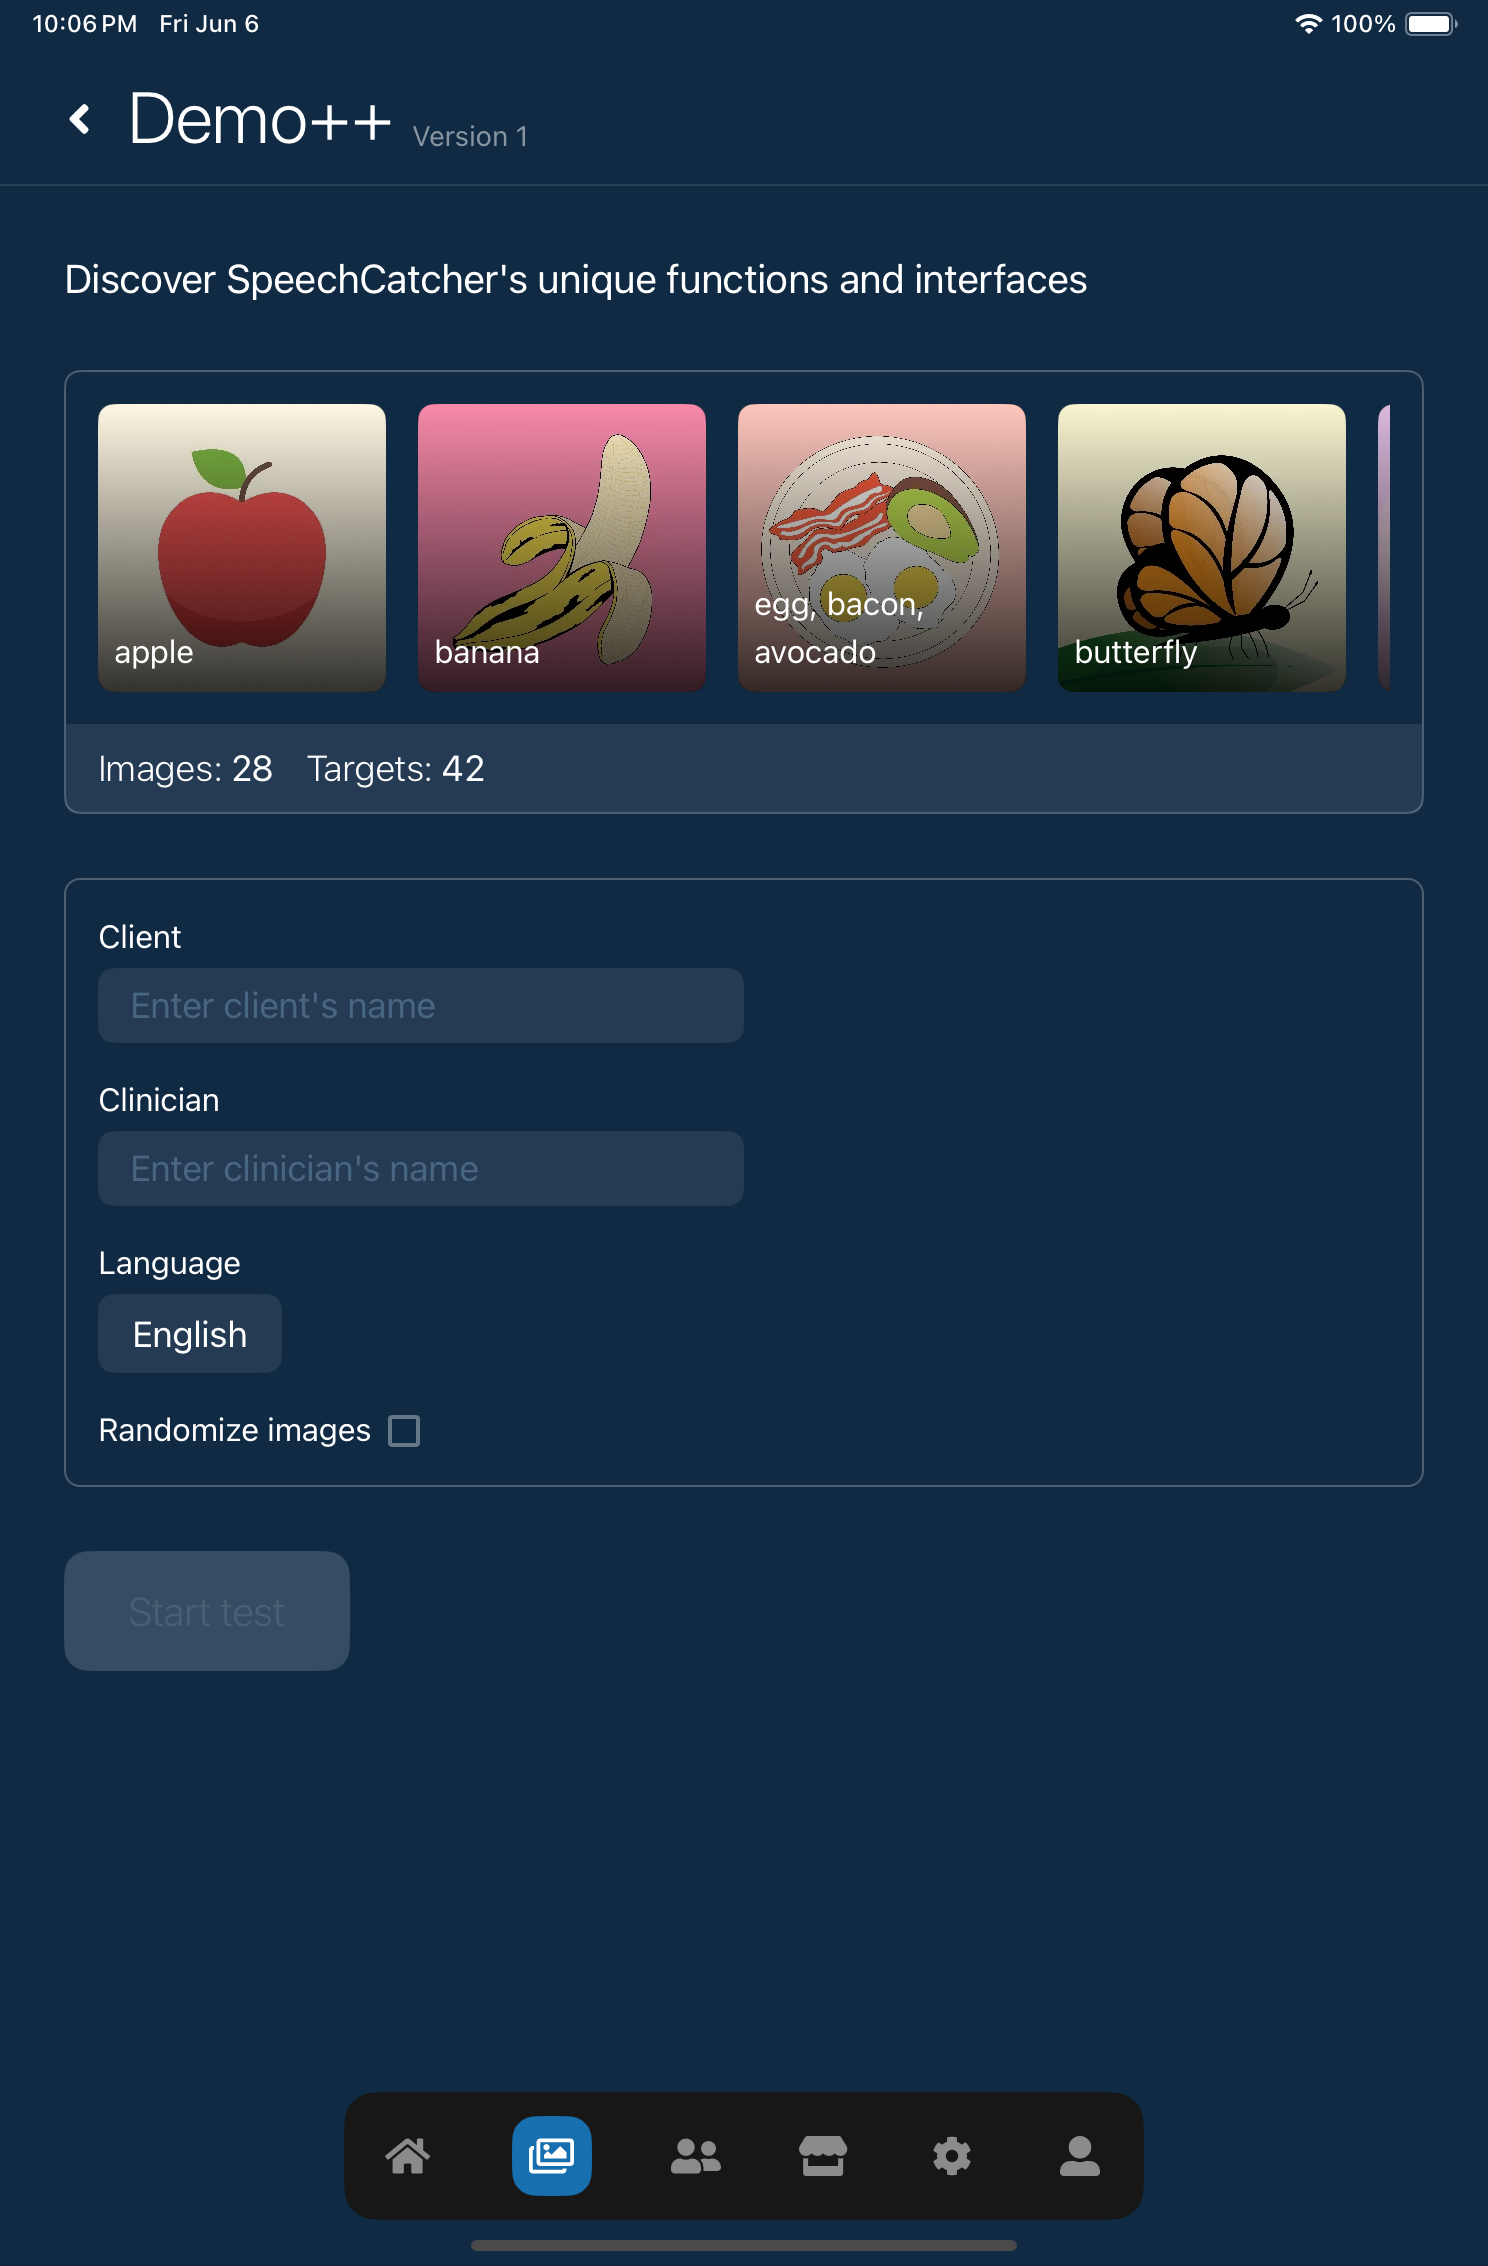 10:06 PM Fri Jun 6
100%
Demo++ Version 1
Discover SpeechCatcher's unique functions and interfaces
apple
banana
egg, bacon,
avocado
butterfly
Images: 28 Targets: 42
Client
Enter client's name
Clinician
Enter clinician's name
Language
English
Randomize images
Start test